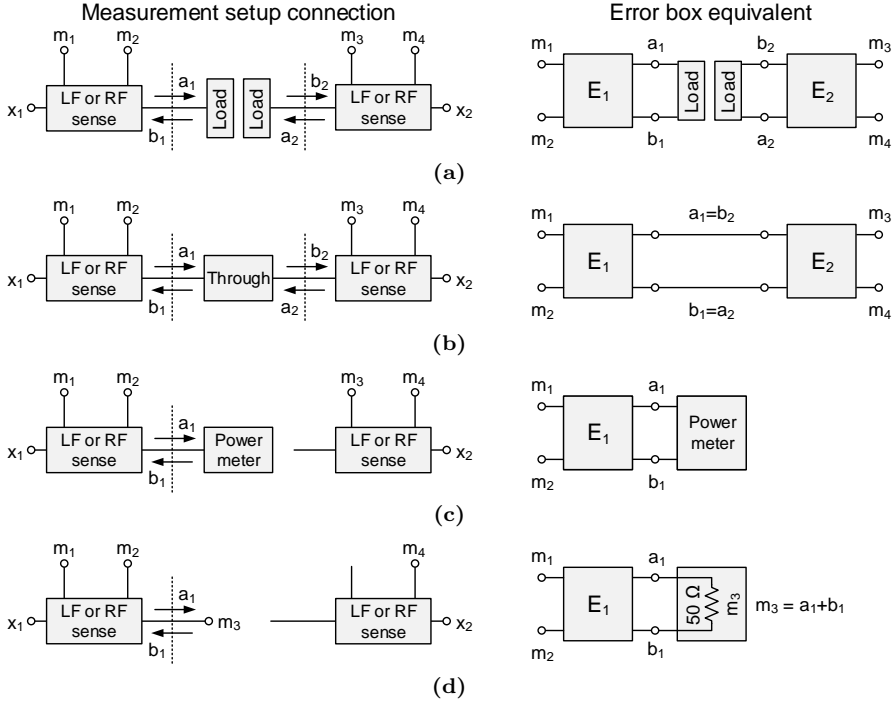 Measurement setup connection
Error box equivalent
m1 m2 m3 m4
x1 LF or RF sense a1 b1 Load Load b2 a2 LF or RF sense x2
m1 a1 b2 m3
E1 Load Load E2
m2 b1 a2 m4
(a)
m1 m2 m3 m4
x1 LF or RF sense a1 b1 Through b2 a2 LF or RF sense x2
m1 a1=b2 m3
E1 E2
m2 b1=a2 m4
(b)
m1 m2 m3 m4
x1 LF or RF sense a1 b1 Power meter LF or RF sense x2
m1 a1
E1 Power meter
m2 b1
(c)
m1 m2 m4
x1 LF or RF sense a1 b1 m3 LF or RF sense x2
m1 a1
E1 50 Ω m3 m3 = a1+b1
m2 b1
(d)